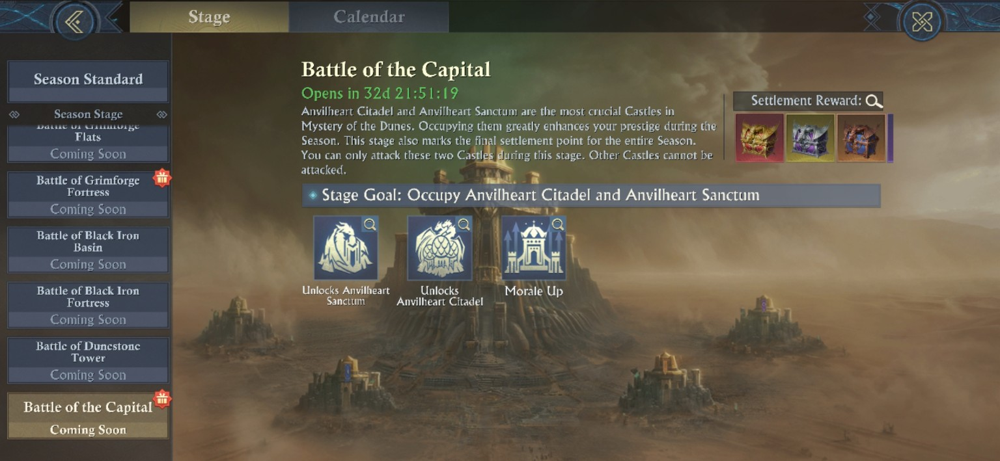 Stage
Calendar
Season Standard
Season Stage
Battle of Grimforge
Flats
Coming Soon
Battle of Grimforge
Fortress
Coming Soon
Battle of Black Iron
Basin
Coming Soon
Battle of Black Iron
Fortress
Coming Soon
Battle of Dunestone
Tower
Coming Soon
Battle of the Capital
Coming Soon
Battle of the Capital
Opens in 32d 21:51:19
Anvilheart Citadel and Anvilheart Sanctum are the most crucial Castles in
Mystery of the Dunes. Occupying them greatly enhances your prestige during the
Season. This stage also marks the final settlement point for the entire Season.
You can only attack these two Castles during this stage. Other Castles cannot be
attacked.
Settlement Reward:
Stage Goal: Occupy Anvilheart Citadel and Anvilheart Sanctum
Unlocks Anvilheart
Sanctum
Unlocks
Anvilheart Citadel
Morale Up